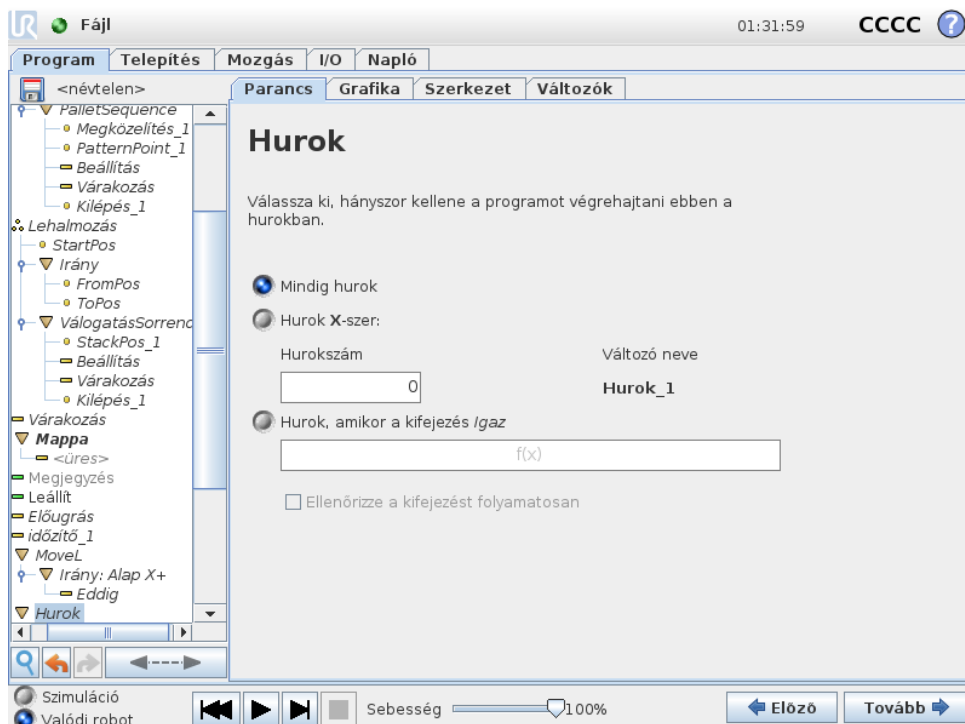 UR Fájl 01:31:59 CCCC ?
Program Telepítés Mozgás I/O Napló
<névtelen>
Parancs Grafika Szerkezet Változók
PalletSequence
Megközelítés_1
PatternPoint_1
Beállítás
Várakozás
Kilépés_1
Lehalmozás
StartPos
Irány
FromPos
ToPos
VálogatásSorrend
StackPos_1
Beállítás
Várakozás
Kilépés_1
Várakozás
Mappa
<üres>
Megjegyzés
Leállít
Előugrás
időzítő_1
MoveL
Irány: Alap X+
Eddig
Hurok
Hurok
Válassza ki, hányszor kellene a programot végrehajtani ebben a
hurokban.
Mindig hurok
Hurok X-szer:
Hurokszám Változó neve
0 Hurok_1
Hurok, amikor a kifejezés Igaz
f(x)
Ellenőrizze a kifejezést folyamatosan
Szimuláció
Valódi robot
Sebesség 100%
Előző Tovább